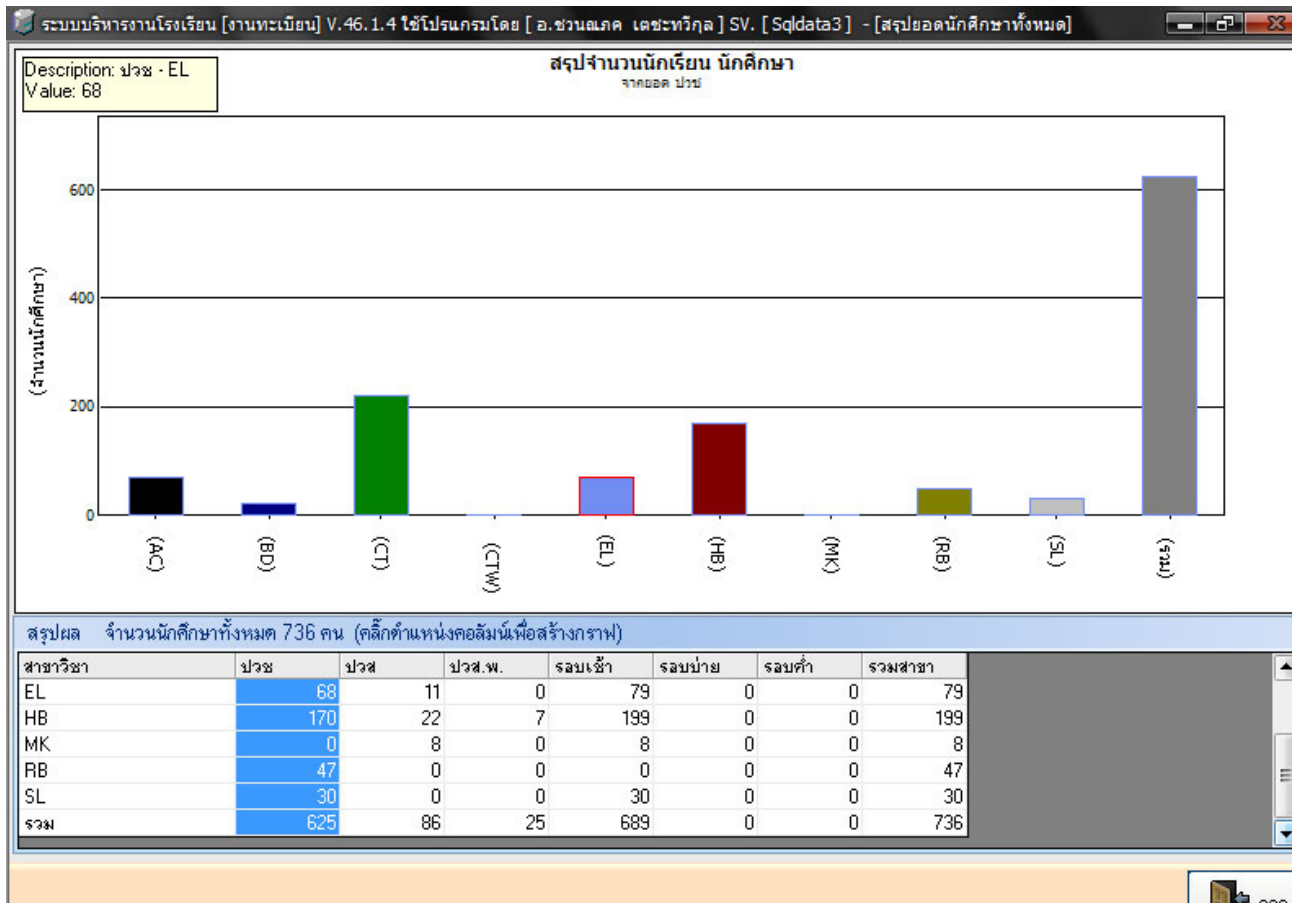 ระบบบริหารงานโรงเรียน [งานทะเบียน] V.46.1.4 ใช้โปรแกรมโดย [ อ.ชวนณภค เตชะทวีกุล ] SV. [ Sqldata3 ] - [สรุปยอดนักศึกษาทั้งหมด]
Description: ปวช - EL
Value: 68
สรุปจำนวนนักเรียน นักศึกษา
จากยอด ปวช
(จำนวนนักศึกษา)
600
400
200
0
(AC) (BD) (CT) (CTW) (EL) (HB) (MK) (RB) (SL) (รวม)
สรุปผล จำนวนนักศึกษาทั้งหมด 736 คน (คลิ๊กตำแหน่งคอลัมน์เพื่อสร้างกราฟ)
สาขาวิชา ปวช ปวส ปวส.พ. รอบเช้า รอบบ่าย รอบค่ำ รวมสาขา
EL 68 11 0 79 0 0 79
HB 170 22 7 199 0 0 199
MK 0 8 0 8 0 0 8
RB 47 0 0 0 0 0 47
SL 30 0 0 30 0 0 30
รวม 625 86 25 689 0 0 736